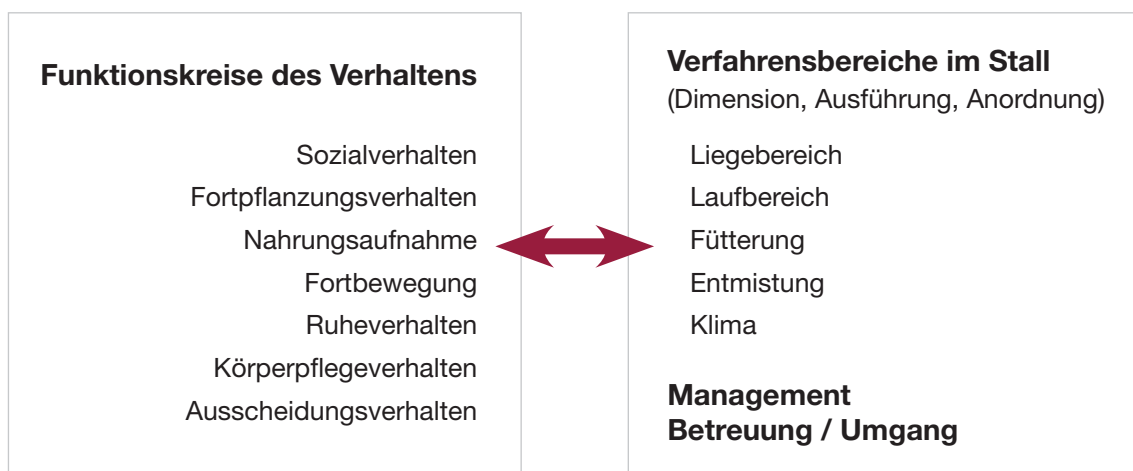 Funktionskreise des Verhaltens
Sozialverhalten
Fortpflanzungsverhalten
Nahrungsaufnahme
Fortbewegung
Ruheverhalten
Körperpflegeverhalten
Ausscheidungsverhalten
Verfahrensbereiche im Stall
(Dimension, Ausführung, Anordnung)
Liegebereich
Laufbereich
Fütterung
Entmistung
Klima
Management
Betreuung / Umgang